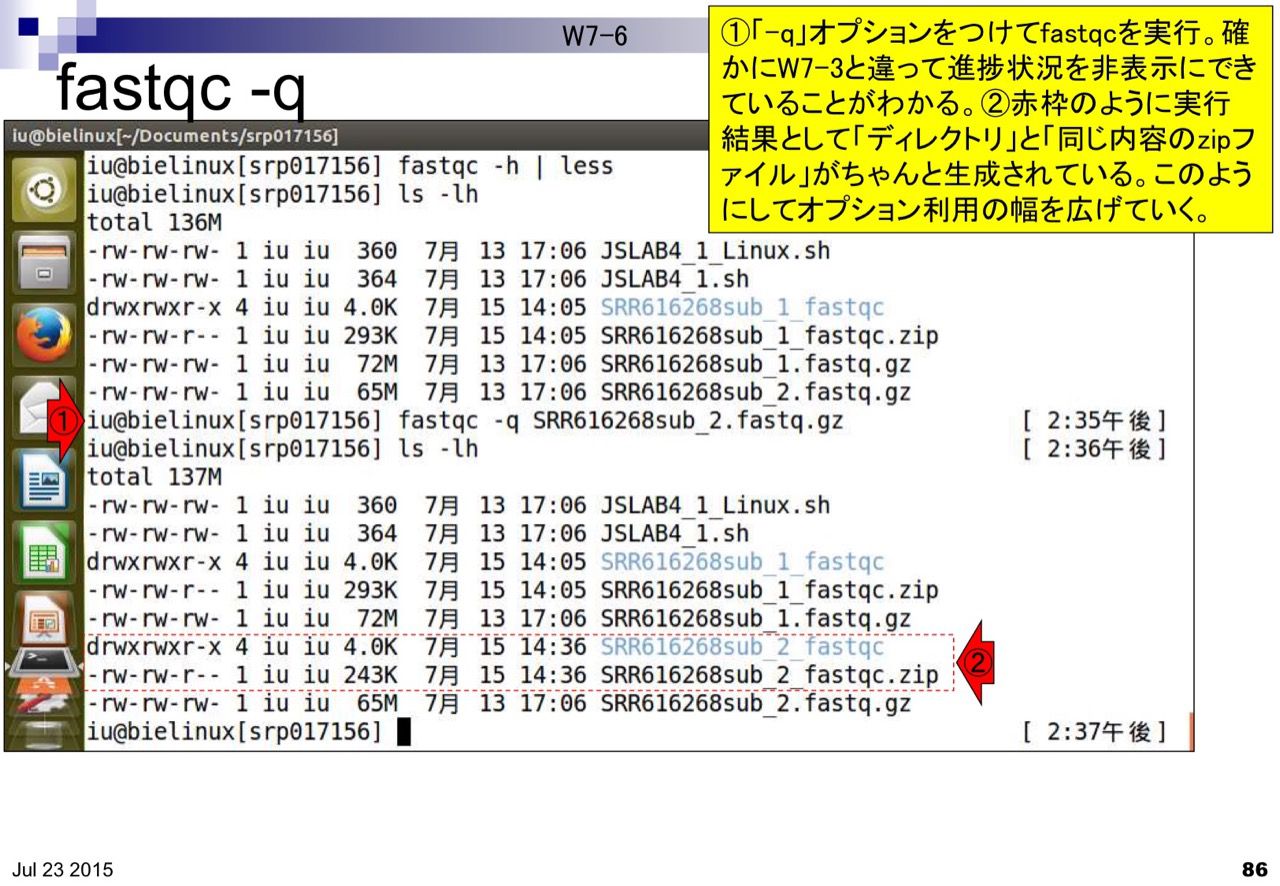 W7-6
fastqc -q
①「-q」オプションをつけてfastqcを実行。確
かにW7-3と違って進捗状況を非表示にでき
ていることがわかる。②赤枠のように実行
結果として「ディレクトリ」と「同じ内容のzipフ
ァイル」がちゃんと生成されている。このよう
にしてオプション利用の幅を広げていく。
iu@bielinux[~/Documents/srp017156]
iu@bielinux[srp017156] fastqc -h | less
iu@bielinux[srp017156] ls -lh
total 136M
-rw-rw-rw- 1 iu iu  360  7月  13 17:06 JSLAB4_1_Linux.sh
-rw-rw-rw- 1 iu iu  364  7月  13 17:06 JSLAB4_1.sh
drwxrwxr-x 4 iu iu 4.0K  7月  15 14:05 SRR616268sub_1_fastqc
-rw-rw-r-- 1 iu iu 293K  7月  15 14:05 SRR616268sub_1_fastqc.zip
-rw-rw-rw- 1 iu iu  72M  7月  13 17:06 SRR616268sub_1.fastq.gz
-rw-rw-rw- 1 iu iu  65M  7月  13 17:06 SRR616268sub_2.fastq.gz
① iu@bielinux[srp017156] fastqc -q SRR616268sub_2.fastq.gz [ 2:35午後]
iu@bielinux[srp017156] ls -lh [ 2:36午後]
total 137M
-rw-rw-rw- 1 iu iu  360  7月  13 17:06 JSLAB4_1_Linux.sh
-rw-rw-rw- 1 iu iu  364  7月  13 17:06 JSLAB4_1.sh
drwxrwxr-x 4 iu iu 4.0K  7月  15 14:05 SRR616268sub_1_fastqc
-rw-rw-r-- 1 iu iu 293K  7月  15 14:05 SRR616268sub_1_fastqc.zip
-rw-rw-rw- 1 iu iu  72M  7月  13 17:06 SRR616268sub_1.fastq.gz
drwxrwxr-x 4 iu iu 4.0K  7月  15 14:36 SRR616268sub_2_fastqc
②
-rw-rw-r-- 1 iu iu 243K  7月  15 14:36 SRR616268sub_2_fastqc.zip
-rw-rw-rw- 1 iu iu  65M  7月  13 17:06 SRR616268sub_2.fastq.gz
iu@bielinux[srp017156] [ 2:37午後]
Jul 23 2015
86